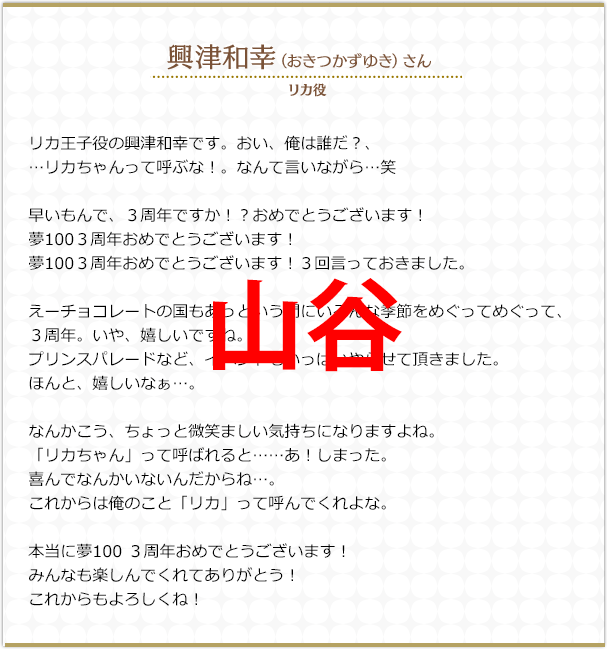 興津和幸（おきつかずゆき）さん
リカ役
リカ王子役の興津和幸です。おい、俺は誰だ？、
…リカちゃんって呼ぶな！。なんて言いながら…笑
早いもんで、３周年ですか！？おめでとうございます！
夢100３周年おめでとうございます！
夢100３周年おめでとうございます！３回言っておきました。
えーチョコレートの国もあっという間にいろんな季節をめぐってめぐって、
３周年。いや、嬉しいですね。
プリンスパレードなど、イ
いっぱいやらせて頂きました。
山谷
ほんと、嬉しいなぁ…。
なんかこう、ちょっと微笑ましい気持ちになりますよね。
「リカちゃん」って呼ばれると……あ！しまった。
喜んでなんかいないんだからね…。
これからは俺のこと「リカ」って呼んでくれよな。
本当に夢100 ３周年おめでとうございます！
みんなも楽しんでくれてありがとう！
これからもよろしくね！